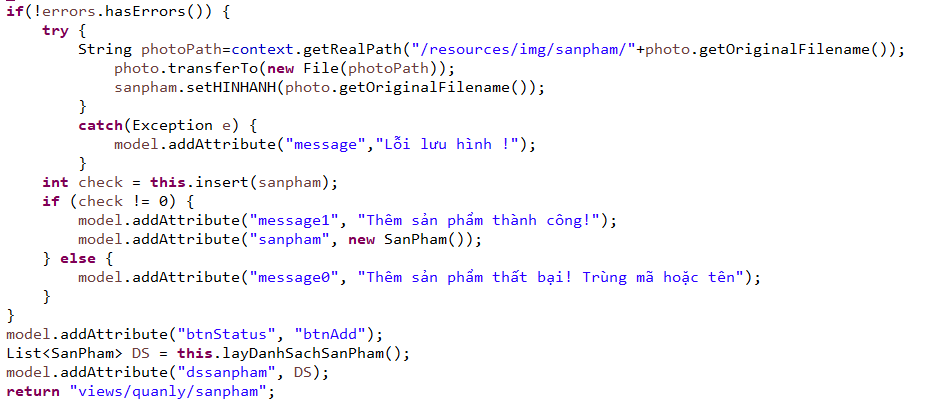 if(!errors.hasErrors()) {
    try {
        String photoPath=context.getRealPath("/resources/img/sanpham/"+photo.getOriginalFilename());
            photo.transferTo(new File(photoPath));
            sanpham.setHINHANH(photo.getOriginalFilename());
        }
        catch(Exception e) {
            model.addAttribute("message","Lỗi lưu hình !");
        }
    int check = this.insert(sanpham);
    if (check != 0) {
        model.addAttribute("message1", "Thêm sản phẩm thành công!");
        model.addAttribute("sanpham", new SanPham());
    } else {
        model.addAttribute("message0", "Thêm sản phẩm thất bại! Trùng mã hoặc tên");
    }
}
model.addAttribute("btnStatus", "btnAdd");
List<SanPham> DS = this.layDanhSachSanPham();
model.addAttribute("dssanpham", DS);
return "views/quanly/sanpham";